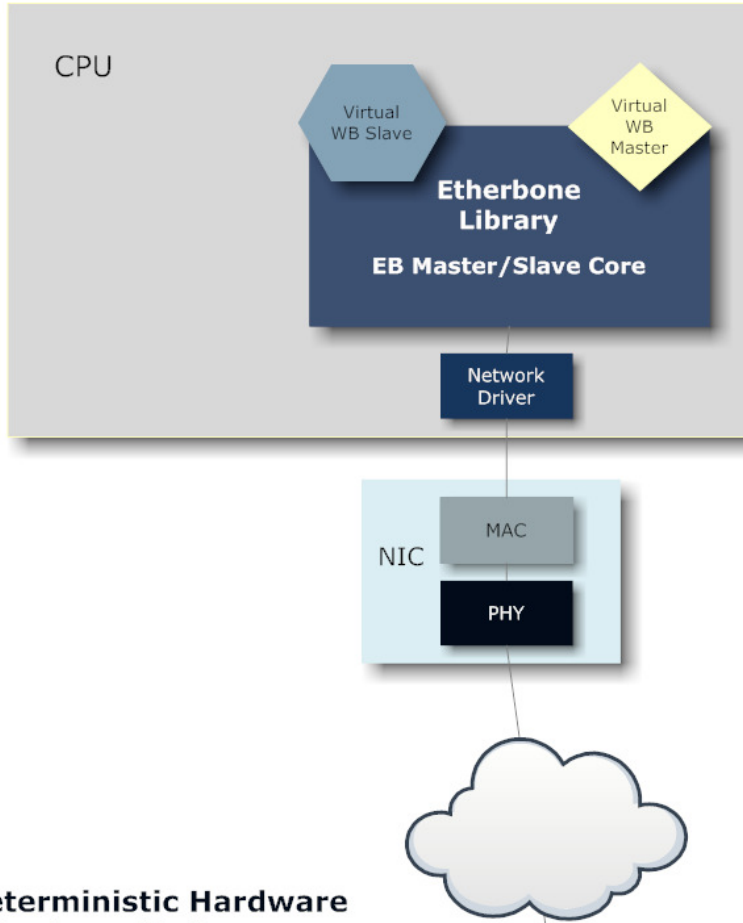 CPU
Virtual
WB Slave
Virtual
WB
Master
Etherbone
Library
EB Master/Slave Core
Network
Driver
NIC
MAC
PHY
eterministic Hardware